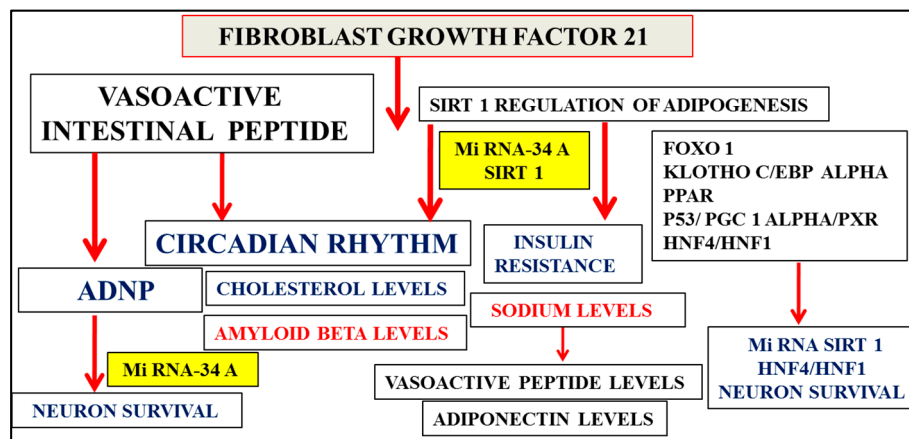 FIBROBLAST GROWTH FACTOR 21
VASOACTIVE
INTESTINAL PEPTIDE
SIRT 1 REGULATION OF ADIPOGENESIS
Mi RNA-34 A
SIRT 1
FOXO 1
KLOTHO C/EBP ALPHA
PPAR
P53/ PGC 1 ALPHA/PXR
HNF4/HNF1
CIRCADIAN RHYTHM
INSULIN
RESISTANCE
ADNP
CHOLESTEROL LEVELS
SODIUM LEVELS
AMYLOID BETA LEVELS
Mi RNA-34 A
NEURON SURVIVAL
VASOACTIVE PEPTIDE LEVELS
ADIPONECTIN LEVELS
Mi RNA SIRT 1
HNF4/HNF1
NEURON SURVIVAL